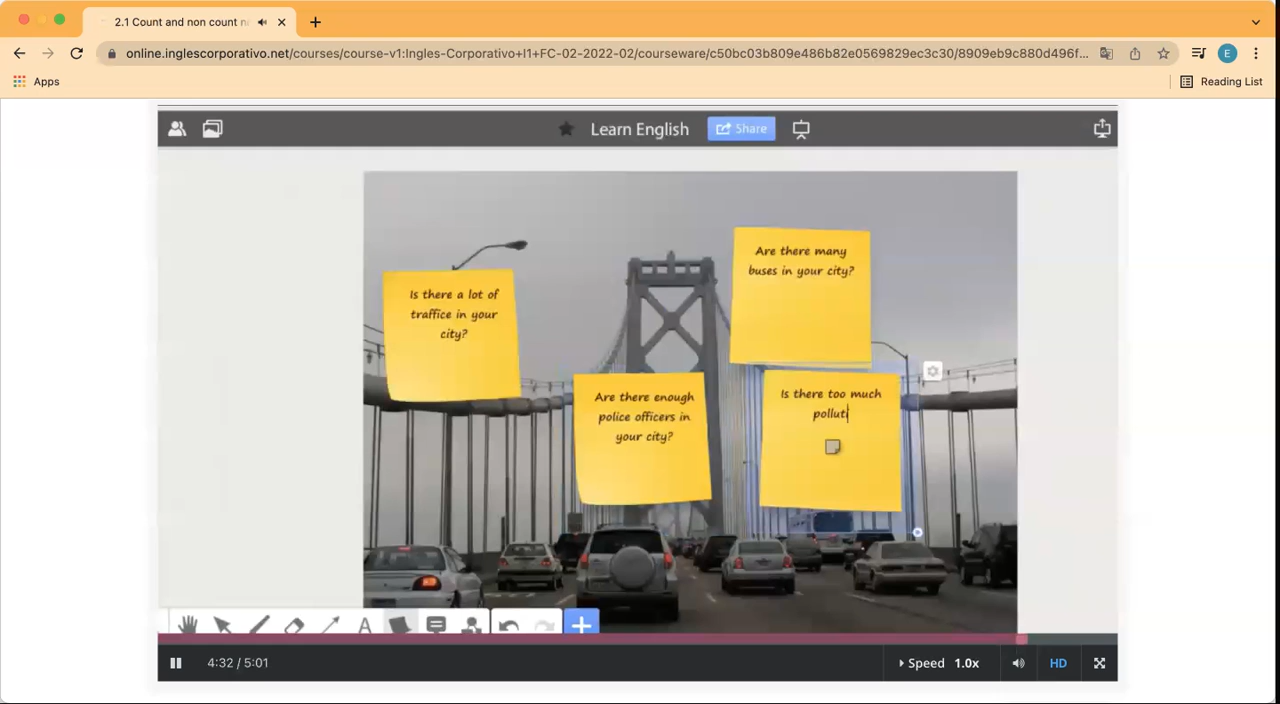 2.1 Count and non count n
online.inglescorporativo.net/courses/course-v1:Ingles-Corporativo+I1+FC-02-2022-02/courseware/c50bc03b809e486b82e0569829ec3c30/8909eb9c880d496f...
E
Apps
Reading List
Learn English
Share
Are there many
buses in your city?
Is there a lot of
traffice in your
city?
Are there enough
police officers in
your city?
Is there too much
polluti
A
4:32 / 5:01
Speed 1.0x
HD